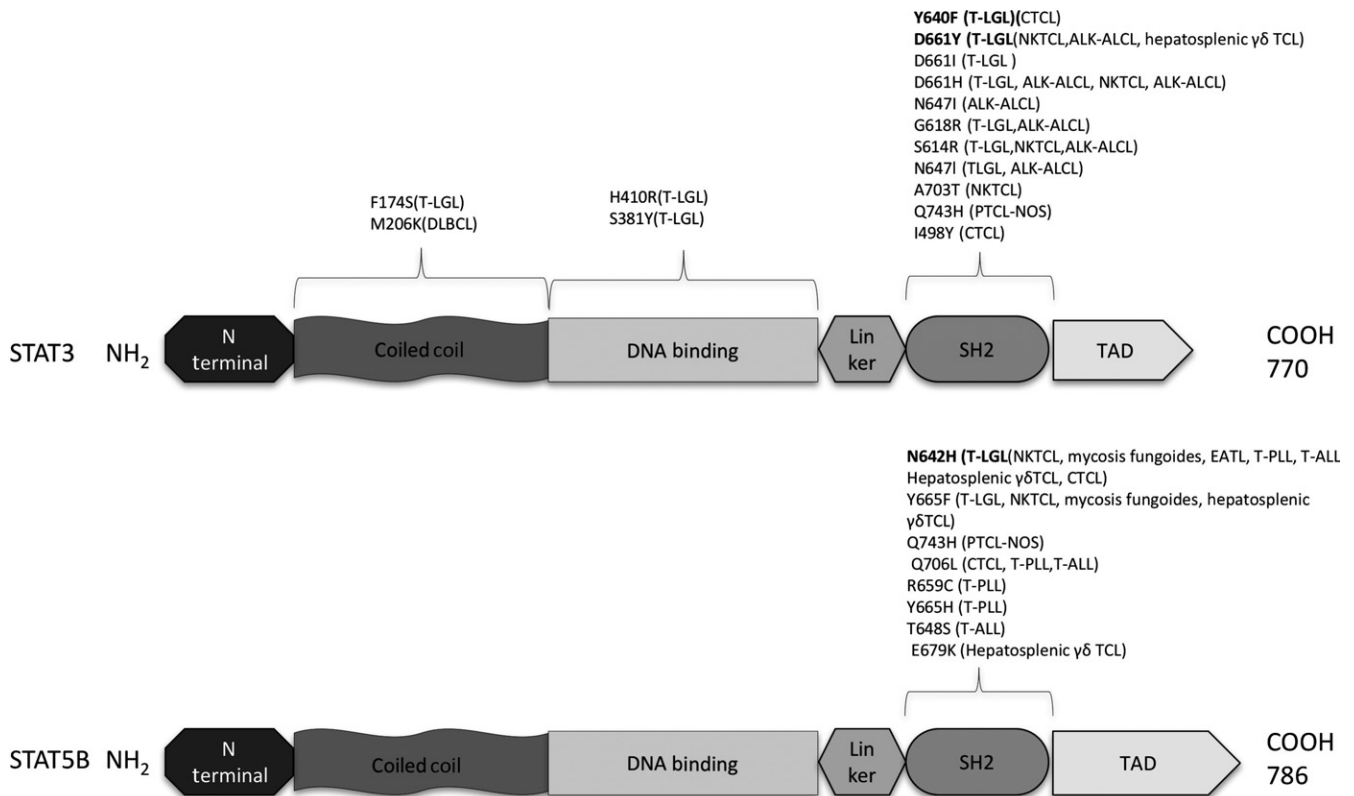 Y640F (T-LGL)(CTCL)
D661Y (T-LGL(NKTCL,ALK-ALCL, hepatosplenic γδ TCL)
D661I (T-LGL )
D661H (T-LGL, ALK-ALCL, NKTCL, ALK-ALCL)
N647I (ALK-ALCL)
G618R (T-LGL,ALK-ALCL)
S614R (T-LGL,NKTCL,ALK-ALCL)
N647l (TLGL, ALK-ALCL)
A703T (NKTCL)
Q743H (PTCL-NOS)
I498Y (CTCL)
F174S(T-LGL)
M206K(DLBCL)
H410R(T-LGL)
S381Y(T-LGL)
STAT3 NH2
N
terminal
Coiled coil
DNA binding
Lin
ker
SH2
TAD
COOH
770
N642H (T-LGL(NKTCL, mycosis fungoides, EATL, T-PLL, T-ALL
Hepatosplenic γδTCL, CTCL)
Y665F (T-LGL, NKTCL, mycosis fungoides, hepatosplenic
γδTCL)
Q743H (PTCL-NOS)
Q706L (CTCL, T-PLL,T-ALL)
R659C (T-PLL)
Y665H (T-PLL)
T648S (T-ALL)
E679K (Hepatosplenic γδ TCL)
STAT5B NH2
N
terminal
Coiled coil
DNA binding
Lin
ker
SH2
TAD
COOH
786